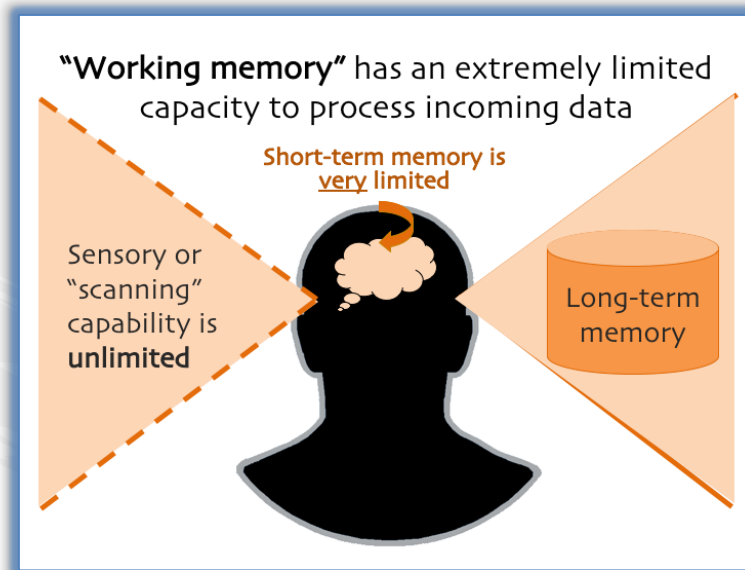 “Working memory” has an extremely limited
capacity to process incoming data
Short-term memory is
very limited
Sensory or
“scanning”
capability is
unlimited
Long-term
memory